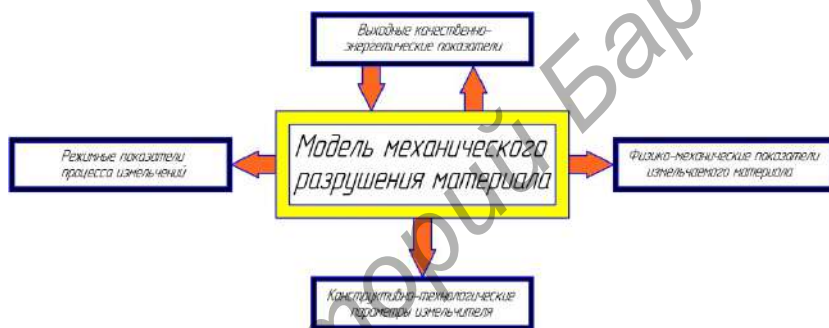 Выходные качественно-
энергетические показатели
Режимные показатели
процесса измельчений
Модель механического
разрушения материала
Физико-механические показатели
измельчаемого материала
Конструктивно-технологические
параметры измельчителя